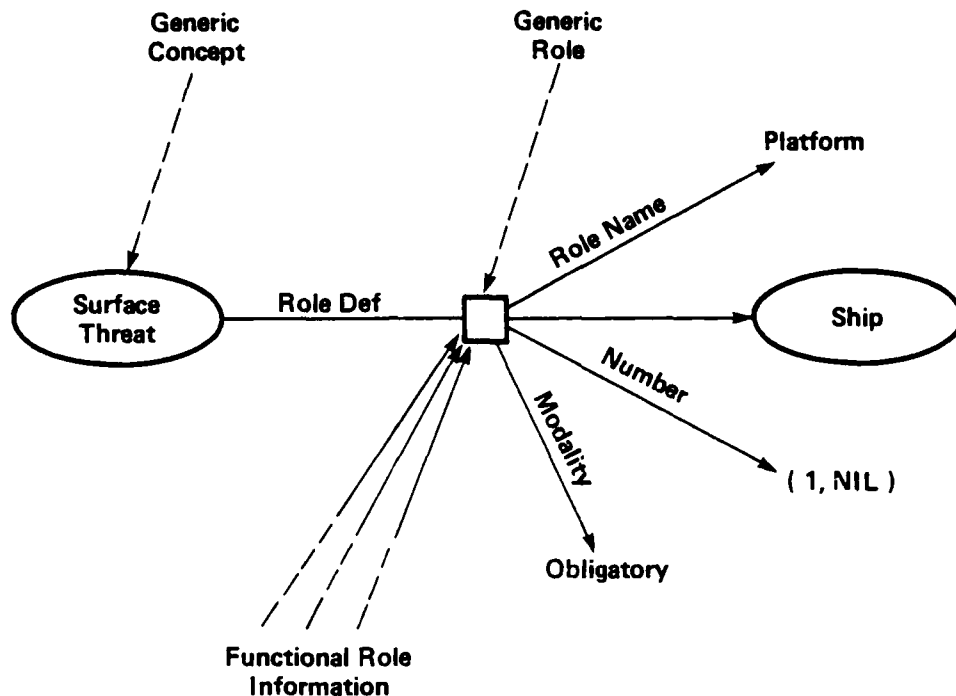 Generic
Concept
Generic
Role
Platform
Role Name
Surface
Threat
Role Def
Ship
Number
Modality
( 1, NIL )
Obligatory
Functional Role
Information